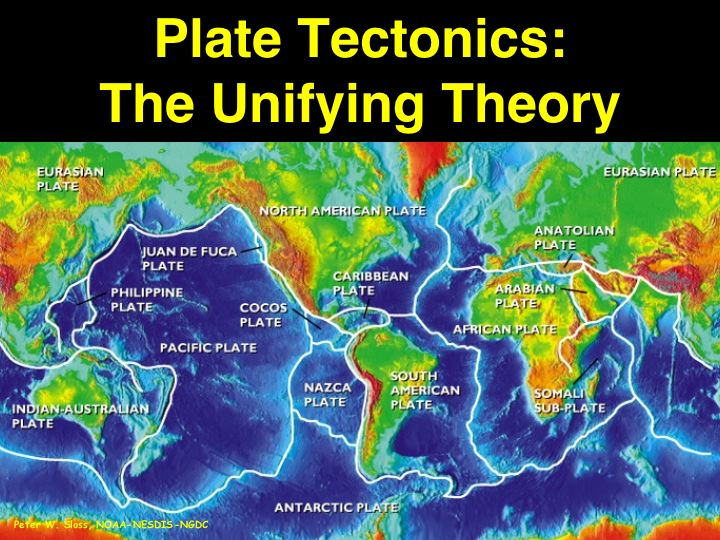 Plate Tectonics:
The Unifying Theory
EURASIAN
PLATE
EURASIAN PLATE
NORTH AMERICAN PLATE
ANATOLIAN
PLATE
JUAN DE FUCA
PLATE
CARIBBEAN
PLATE
ARABIAN
PLATE
PHILIPPINE
PLATE
COCOS
PLATE
AFRICAN PLATE
PACIFIC PLATE
NAZCA
PLATE
SOUTH
AMERICAN
PLATE
SOMALI
SUB-PLATE
INDIAN-AUSTRALIAN
PLATE
ANTARCTIC PLATE
Peter W. Sloss, NOAA-NESDIS-NGDC